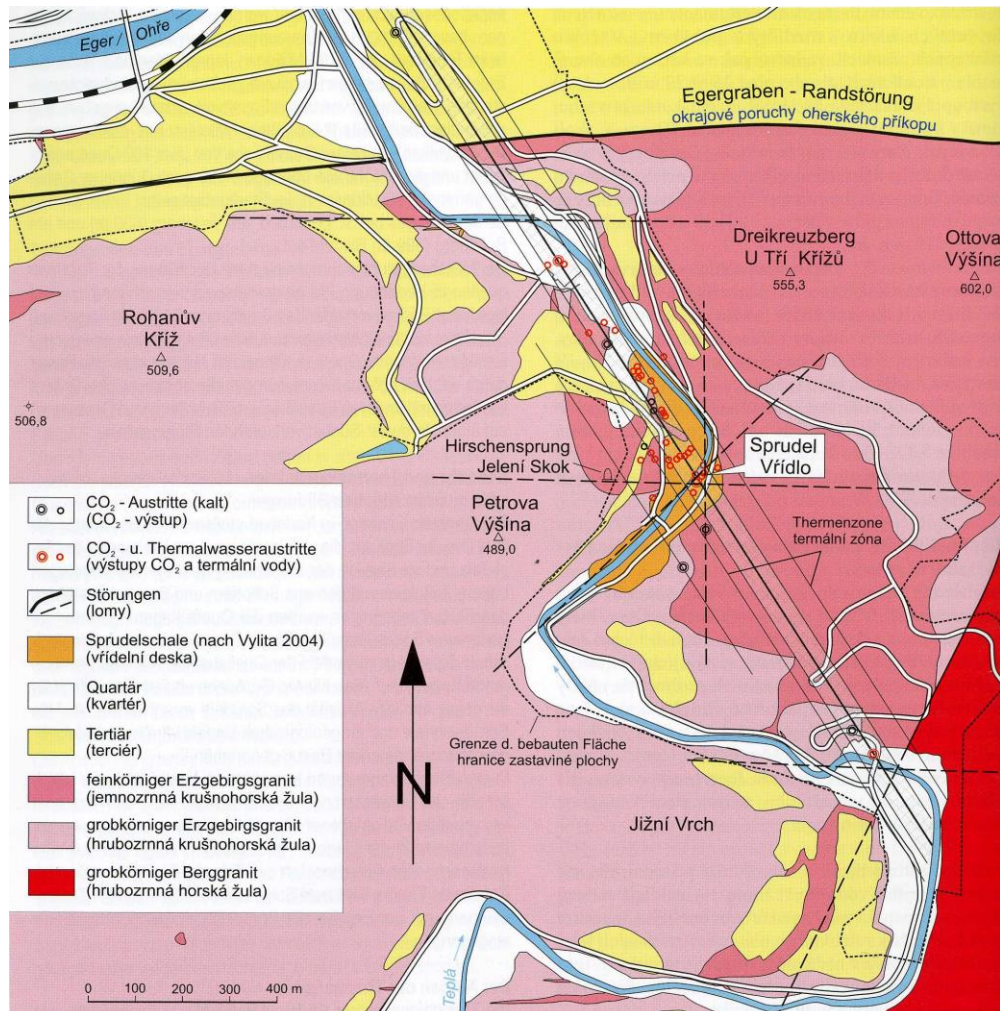 Eger / Ohře
Egergraben - Randstörung
okrajové poruchy oherského příkopu
Dreikreuzberg
U Tří Křížů
555,3
Ottova
Výšina
602,0
Rohanův
Kříž
509,6
506,8
Hirschensprung
Jelení Skok
Sprudel
Vřídlo
Petrova
Výšina
489,0
Thermenzone
termální zóna
CO2 - Austritte (kalt)
(CO2 - výstup)
CO2 - u. Thermalwasseraustritte
(výstupy CO2 a termální vody)
Störungen
(lomy)
Sprudelschale (nach Vylita 2004)
(vřídelní deska)
Quartär
(kvartér)
Tertiär
(terciér)
feinkörniger Erzgebirgsgranit
(jemnozrnná krušnohorská žula)
grobkörniger Erzgebirgsgranit
(hrubozrnná krušnohorská žula)
grobkörniger Berggranit
(hrubozrnná horská žula)
N
Grenze d. bebauten Fläche
hranice zastavině plochy
Jižní Vrch
Teplá
0 100 200 300 400 m